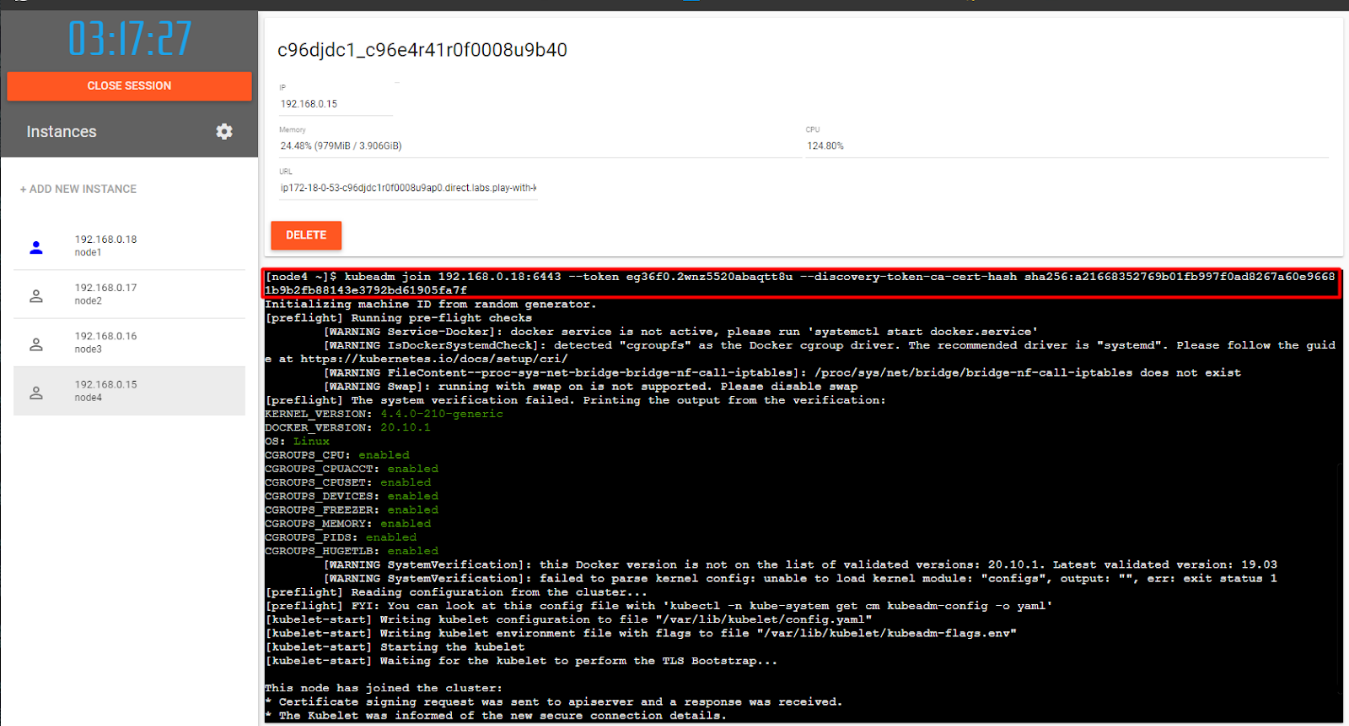 03:17:27
CLOSE SESSION
Instances
+ ADD NEW INSTANCE
192.168.0.18
node1
192.168.0.17
node2
192.168.0.16
node3
192.168.0.15
node4
c96djdc1_c96e4r41r0f0008u9b40
IP
192.168.0.15
Memory
24.48% (979MiB / 3.906GiB)
CPU
124.80%
URL
ip172-18-0-53-c96djdc1r0f0008u9ap0.direct.labs.play-with-k
DELETE
[node4 ~]$ kubeadm join 192.168.0.18:6443 --token eg36f0.2wnz5520abaqtt8u --discovery-token-ca-cert-hash sha256:a21668352769b01fb997f0ad8267a60e9668
1b9b2fb88143e3792bd61905fa7f
Initializing machine ID from random generator.
[preflight] Running pre-flight checks
[WARNING Service-Docker]: docker service is not active, please run 'systemctl start docker.service'
[WARNING IsDockerSystemdCheck]: detected "cgroupfs" as the Docker cgroup driver. The recommended driver is "systemd". Please follow the guid
e at https://kubernetes.io/docs/setup/cri/
[WARNING FileContent--proc-sys-net-bridge-bridge-nf-call-iptables]: /proc/sys/net/bridge/bridge-nf-call-iptables does not exist
[WARNING Swap]: running with swap on is not supported. Please disable swap
[preflight] The system verification failed. Printing the output from the verification:
KERNEL_VERSION: 4.4.0-210-generic
DOCKER_VERSION: 20.10.1
OS: Linux
CGROUPS_CPU: enabled
CGROUPS_CPUACCT: enabled
CGROUPS_CPUSET: enabled
CGROUPS_DEVICES: enabled
CGROUPS_FREEZER: enabled
CGROUPS_MEMORY: enabled
CGROUPS_PIDS: enabled
CGROUPS_HUGETLB: enabled
[WARNING SystemVerification]: this Docker version is not on the list of validated versions: 20.10.1. Latest validated version: 19.03
[WARNING SystemVerification]: failed to parse kernel config: unable to load kernel module: "configs", output: "", err: exit status 1
[preflight] Reading configuration from the cluster...
[preflight] FYI: You can look at this config file with 'kubectl -n kube-system get cm kubeadm-config -o yaml'
[kubelet-start] Writing kubelet configuration to file "/var/lib/kubelet/config.yaml"
[kubelet-start] Writing kubelet environment file with flags to file "/var/lib/kubelet/kubeadm-flags.env"
[kubelet-start] Starting the kubelet
[kubelet-start] Waiting for the kubelet to perform the TLS Bootstrap...
This node has joined the cluster:
* Certificate signing request was sent to apiserver and a response was received.
* The Kubelet was informed of the new secure connection details.